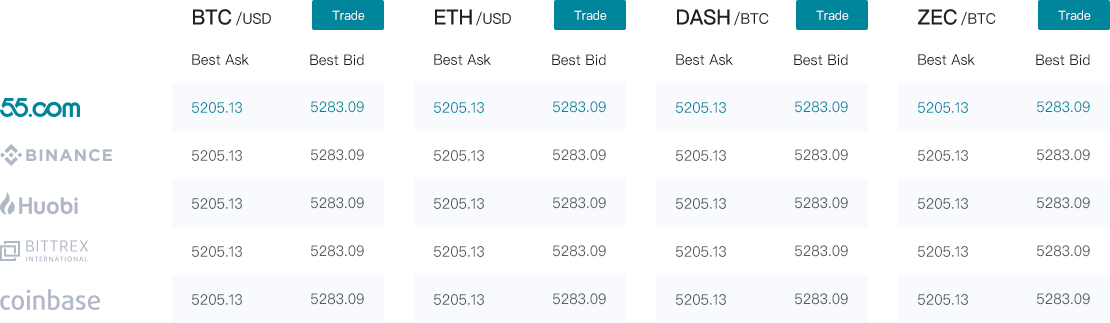 BTC /USD Trade ETH /USD Trade DASH /BTC Trade ZEC /BTC Trade
Best Ask Best Bid Best Ask Best Bid Best Ask Best Bid Best Ask Best Bid
55.com 5205.13 5283.09 5205.13 5283.09 5205.13 5283.09 5205.13 5283.09
BINANCE 5205.13 5283.09 5205.13 5283.09 5205.13 5283.09 5205.13 5283.09
Huobi 5205.13 5283.09 5205.13 5283.09 5205.13 5283.09 5205.13 5283.09
BITTREX 5205.13 5283.09 5205.13 5283.09 5205.13 5283.09 5205.13 5283.09
INTERNATIONAL
coinbase 5205.13 5283.09 5205.13 5283.09 5205.13 5283.09 5205.13 5283.09